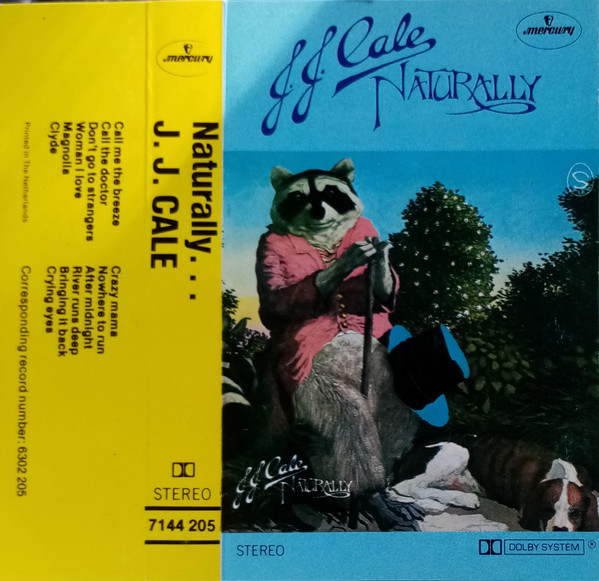 mercury
Naturally. . .
J. J. CALE
Call me the breeze
Call the doctor
Don't go to strangers
Woman I love
Magnolia
Clyde
Printed in The Netherlands
Crazy mama
Nowhere to run
After midnight
River runs deep
Bringing it back
Crying eyes
Corresponding record number: 6302 205
STEREO
7144 205
mercury
J.J. Cale
NATURALLY
S
J.J. Cale
NATURALLY
STEREO
DOLBY SYSTEM ®